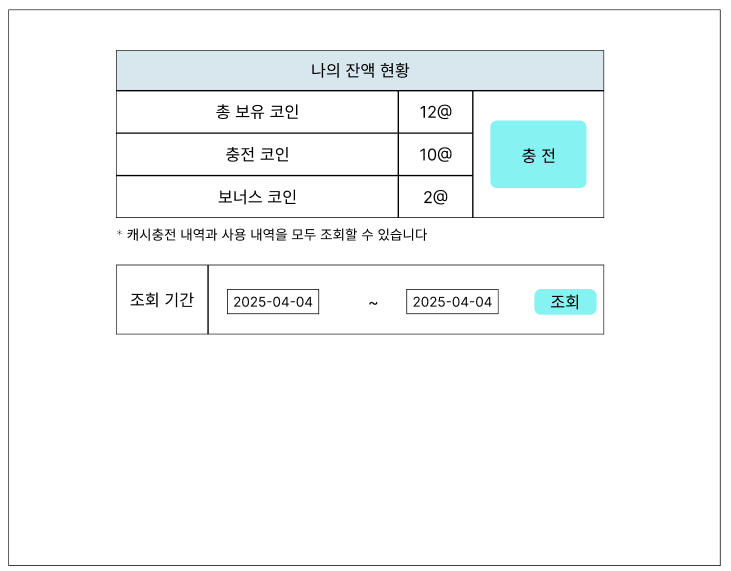 나의 잔액 현황
총 보유 코인 12@
충전 코인 10@
충 전
보너스 코인 2@
* 캐시충전 내역과 사용 내역을 모두 조회할 수 있습니다
조회 기간 2025-04-04 ~ 2025-04-04 조회